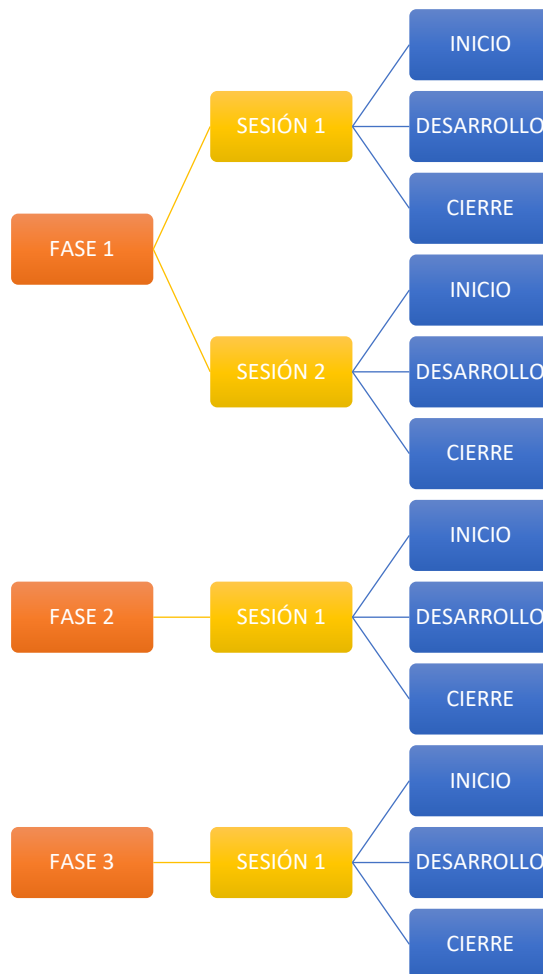 FASE 1
SESIÓN 1
INICIO
DESARROLLO
CIERRE
SESIÓN 2
INICIO
DESARROLLO
CIERRE
FASE 2
SESIÓN 1
INICIO
DESARROLLO
CIERRE
FASE 3
SESIÓN 1
INICIO
DESARROLLO
CIERRE